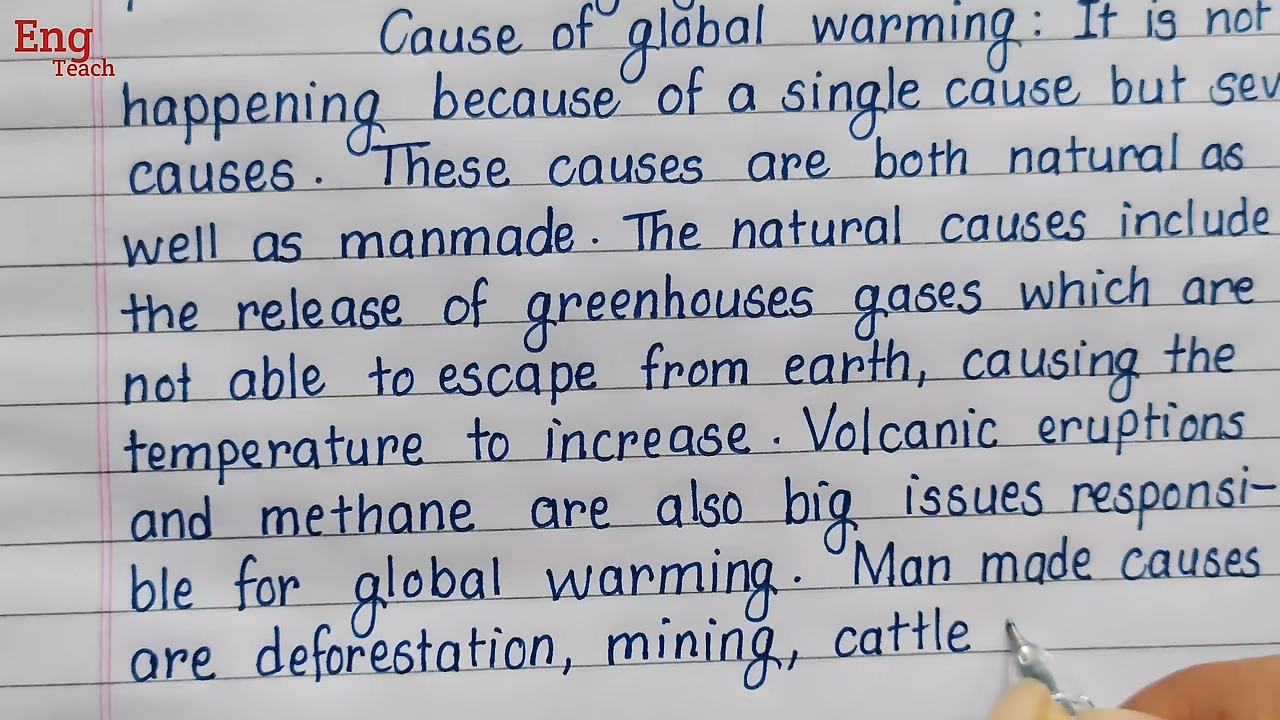 Eng
Teach
Cause of global warming: It is not
happening because of a single cause but sev
causes. These causes are both natural as
well as manmade. The natural causes include
the release of greenhouses gases which are
not able to escape from earth, causing the
temperature to increase. Volcanic eruptions
and methane are also big issues responsi-
ble for global warming. Man made causes
are deforestation, mining, cattle